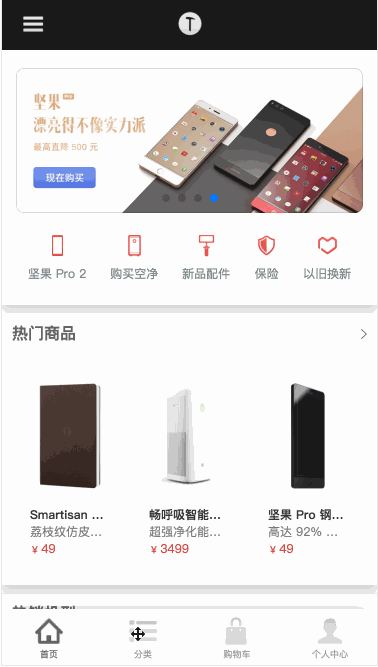 坚果
漂亮得不像实力派
最高直降 500 元
现在购买
坚果 Pro 2
购买空净
新品配件
保险
以旧换新
热门商品
Smartisan ...
荔枝纹仿皮...
¥ 49
畅呼吸智能...
超强净化能...
¥ 3499
坚果 Pro 钢...
高达 92% ...
¥ 49
首页
分类
购物车
个人中心